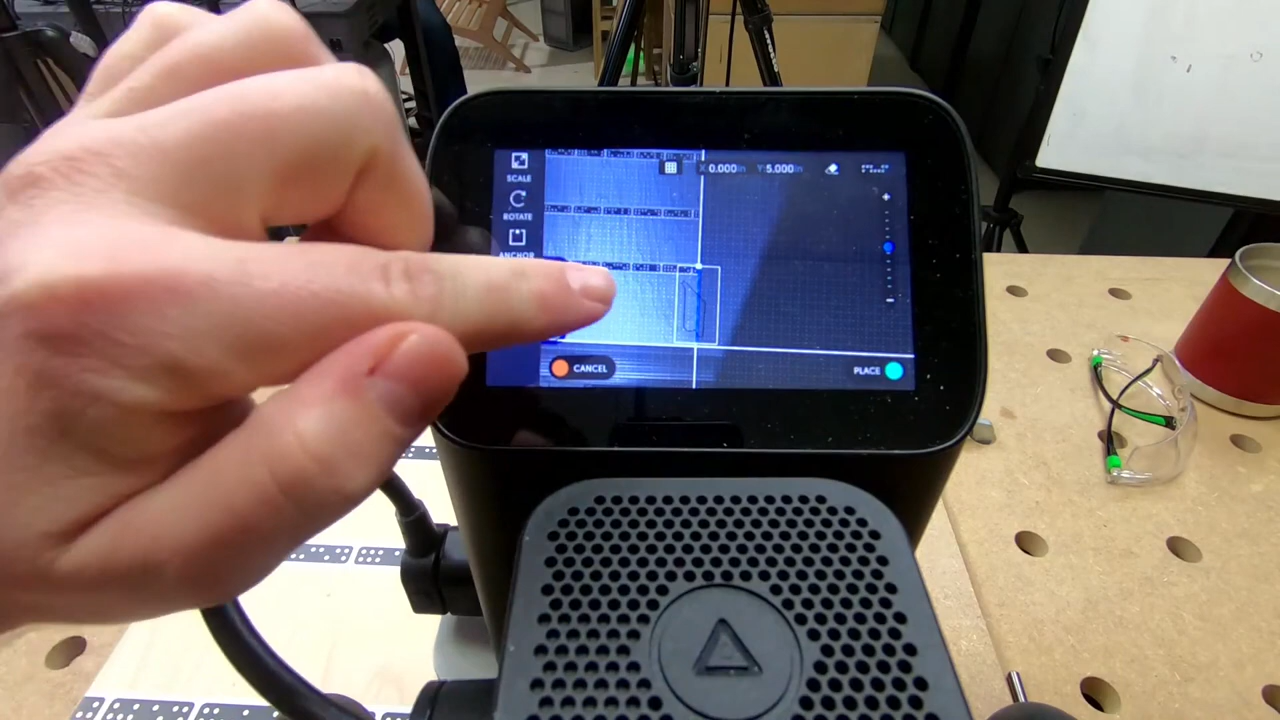 SCALE
X 0.000in Y:5.000in
ROTATE
ANCHOR
CANCEL
PLACE